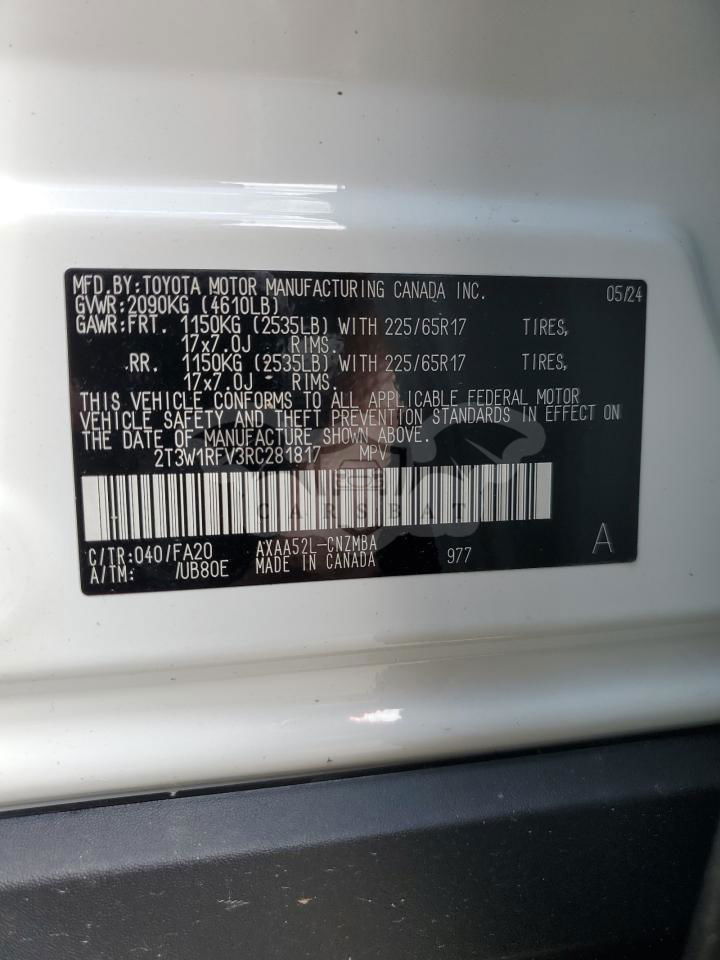 MFD.BY:TOYOTA MOTOR MANUFACTURING CANADA INC. 05/24
GVWR:2090KG (4610LB)
GAWR:FRT. 1150KG (2535LB) WITH 225/65R17 TIRES,
17x7.0J - RIMS.
.RR. 1150KG (2535LB) WITH 225/65R17 TIRES,
17x7.0J - RIMS.
THIS VEHICLE CONFORMS TO ALL APPLICABLE FEDERAL MOTOR
VEHICLE SAFETY AND THEFT PREVENTION STANDARDS IN EFFECT ON
THE DATE OF MANUFACTURE SHOWN ABOVE.
2T3W1RFV3RC281817 MPV
CARSBAT
C/TR:040/FA20 AXAA52L-CNZMBA 977 A
A/TM: /UB80E MADE IN CANADA